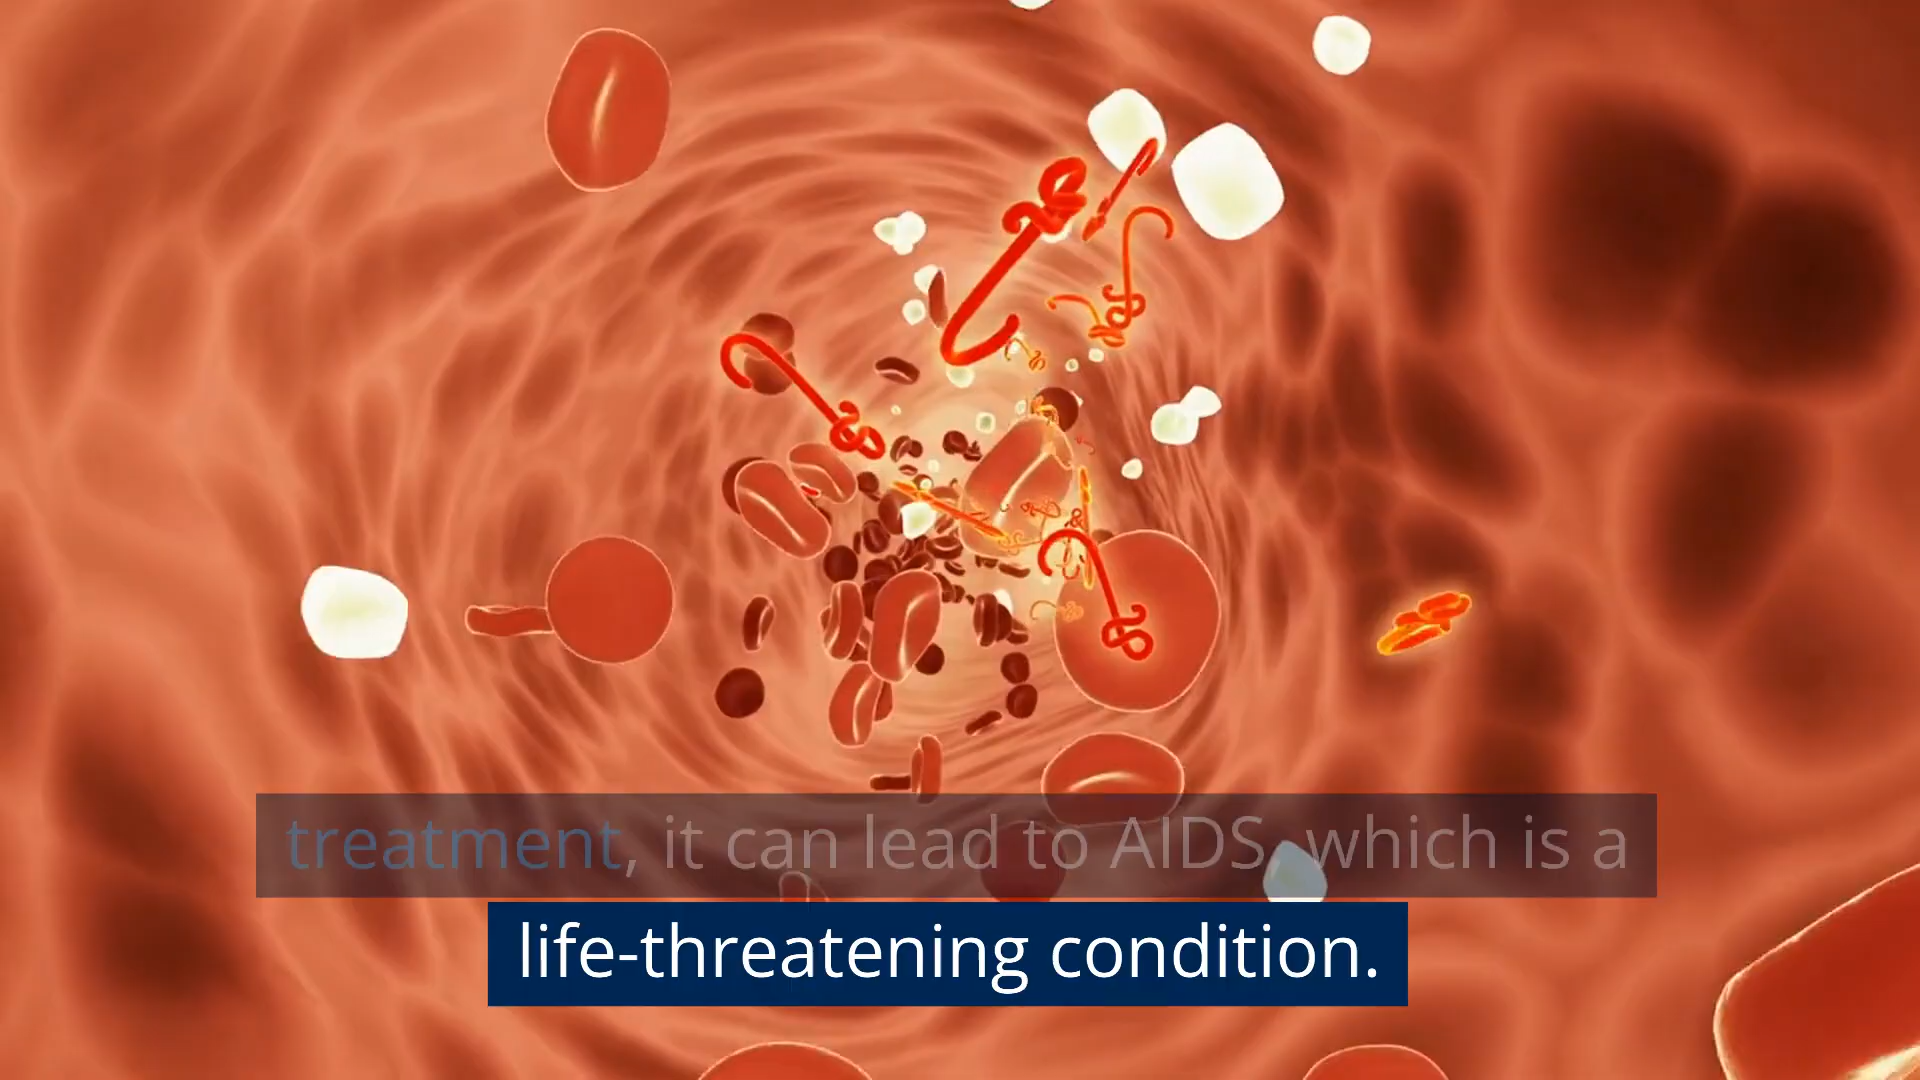 treatment, it can lead to AIDS, which is a
life-threatening condition.